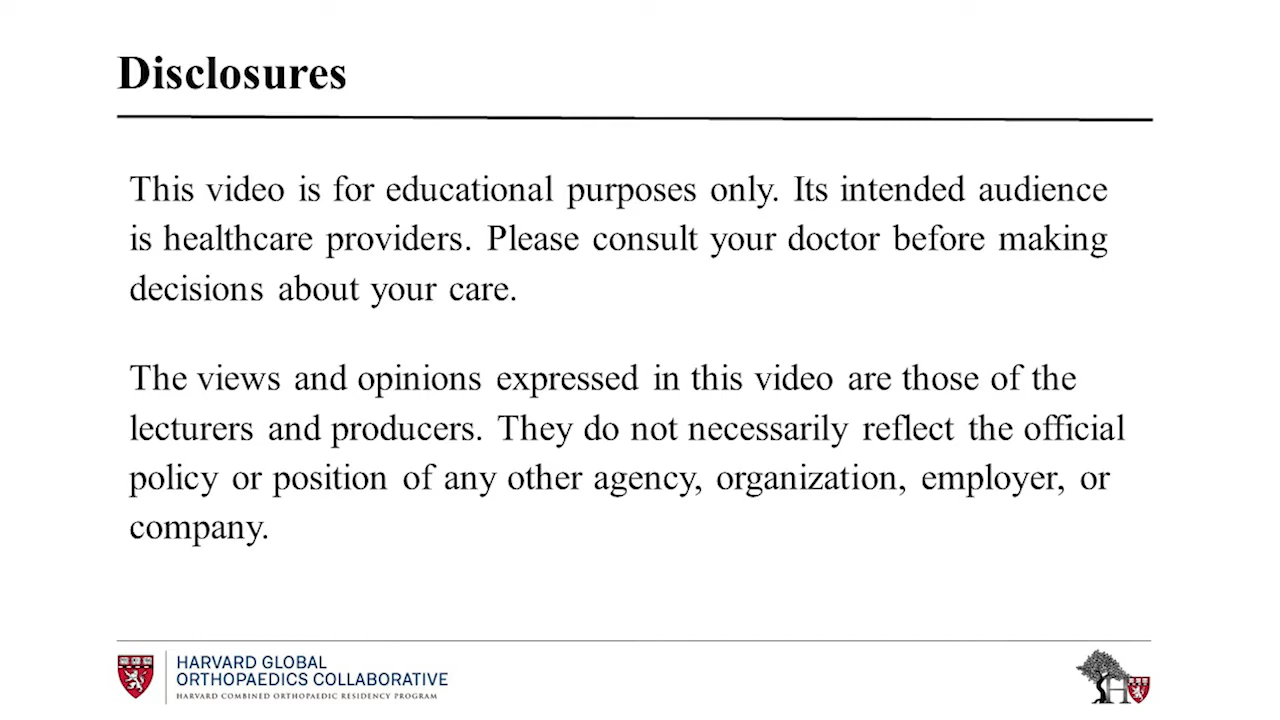 Disclosures
This video is for educational purposes only. Its intended audience
is healthcare providers. Please consult your doctor before making
decisions about your care.
The views and opinions expressed in this video are those of the
lecturers and producers. They do not necessarily reflect the official
policy or position of any other agency, organization, employer, or
company.
HARVARD GLOBAL
ORTHOPAEDICS COLLABORATIVE
HARVARD COMBINED ORTHOPAEDIC RESIDENCY PROGRAM
H